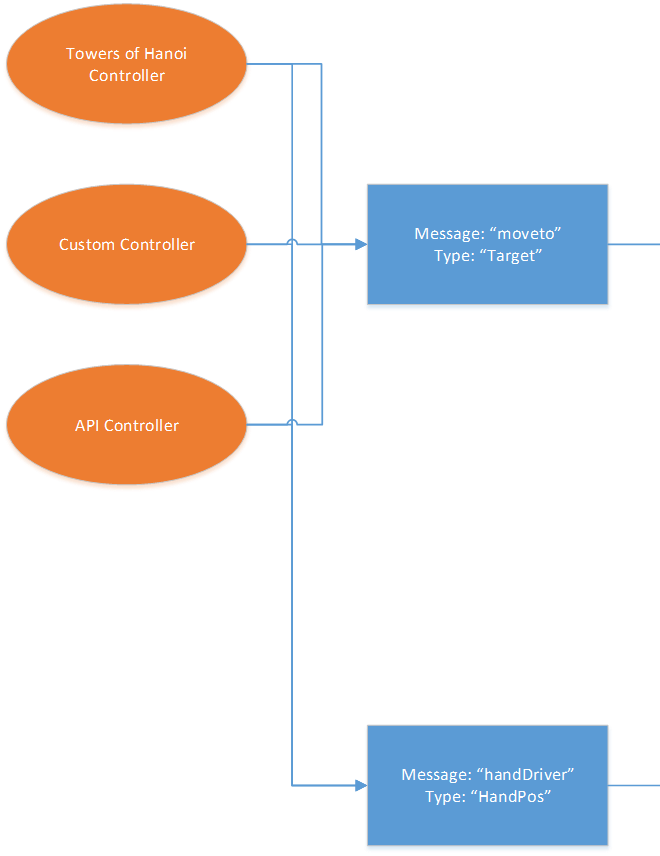 Towers of Hanoi
Controller
Custom Controller
Message: “moveto”
Type: “Target”
API Controller
Message: “handDriver”
Type: “HandPos”